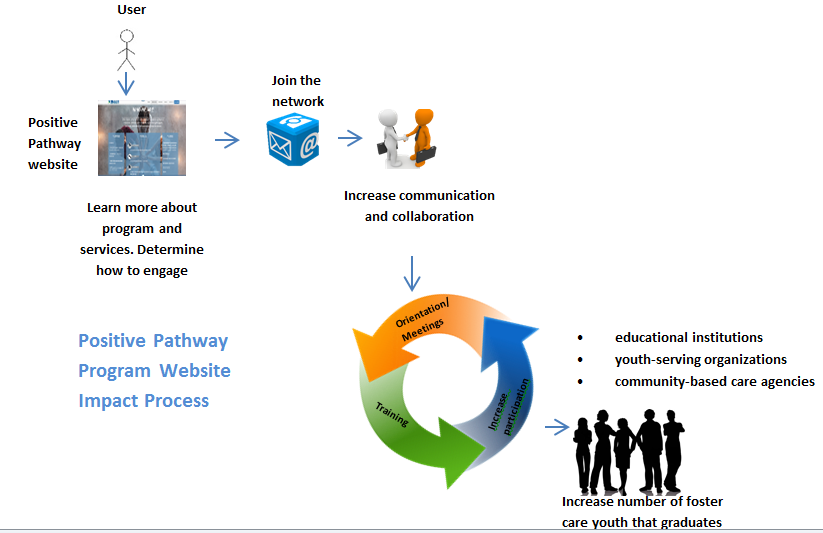 User
Positive
Pathway
website
Join the
network
Learn more about
program and
services. Determine
how to engage
Increase communication
and collaboration
Orientation/
Meetings
Training
Increase
participation
Positive Pathway
Program Website
Impact Process
• educational institutions
• youth-serving organizations
• community-based care agencies
Increase number of foster
care youth that graduates